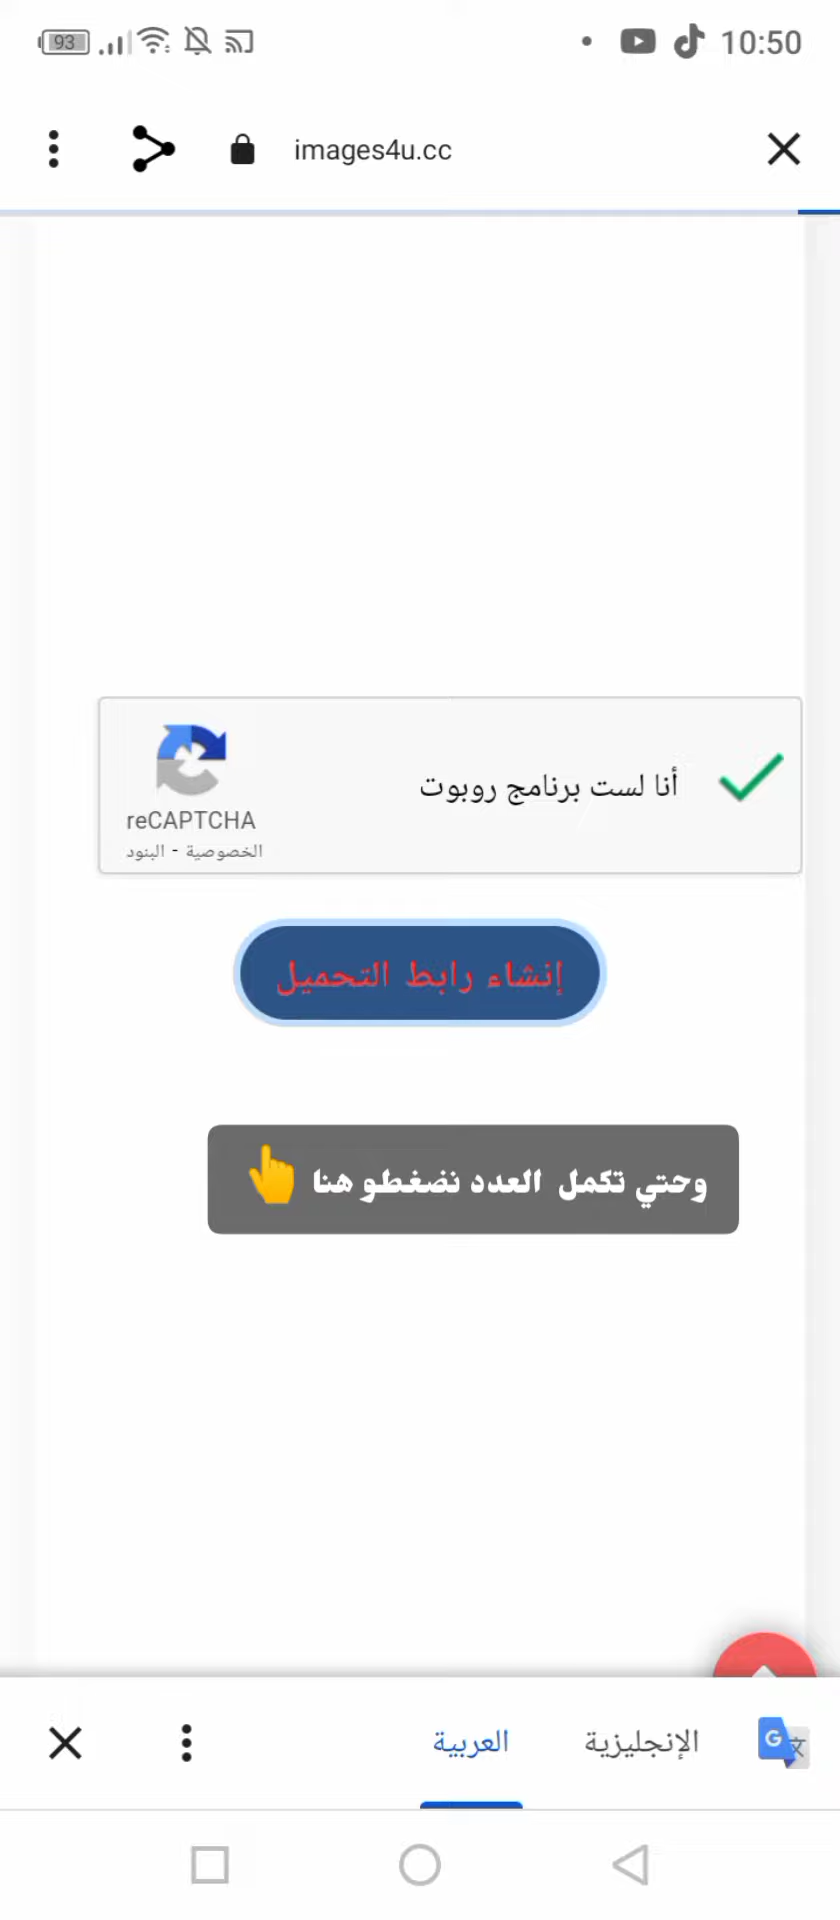 93 10:50
images4u.cc
أنا لست برنامج روبوت
reCAPTCHA
الخصوصية - البنود
إنشاء رابط التحميل
وحتي تكمل العدد نضغطو هنا 👆
الإنجليزية العربية